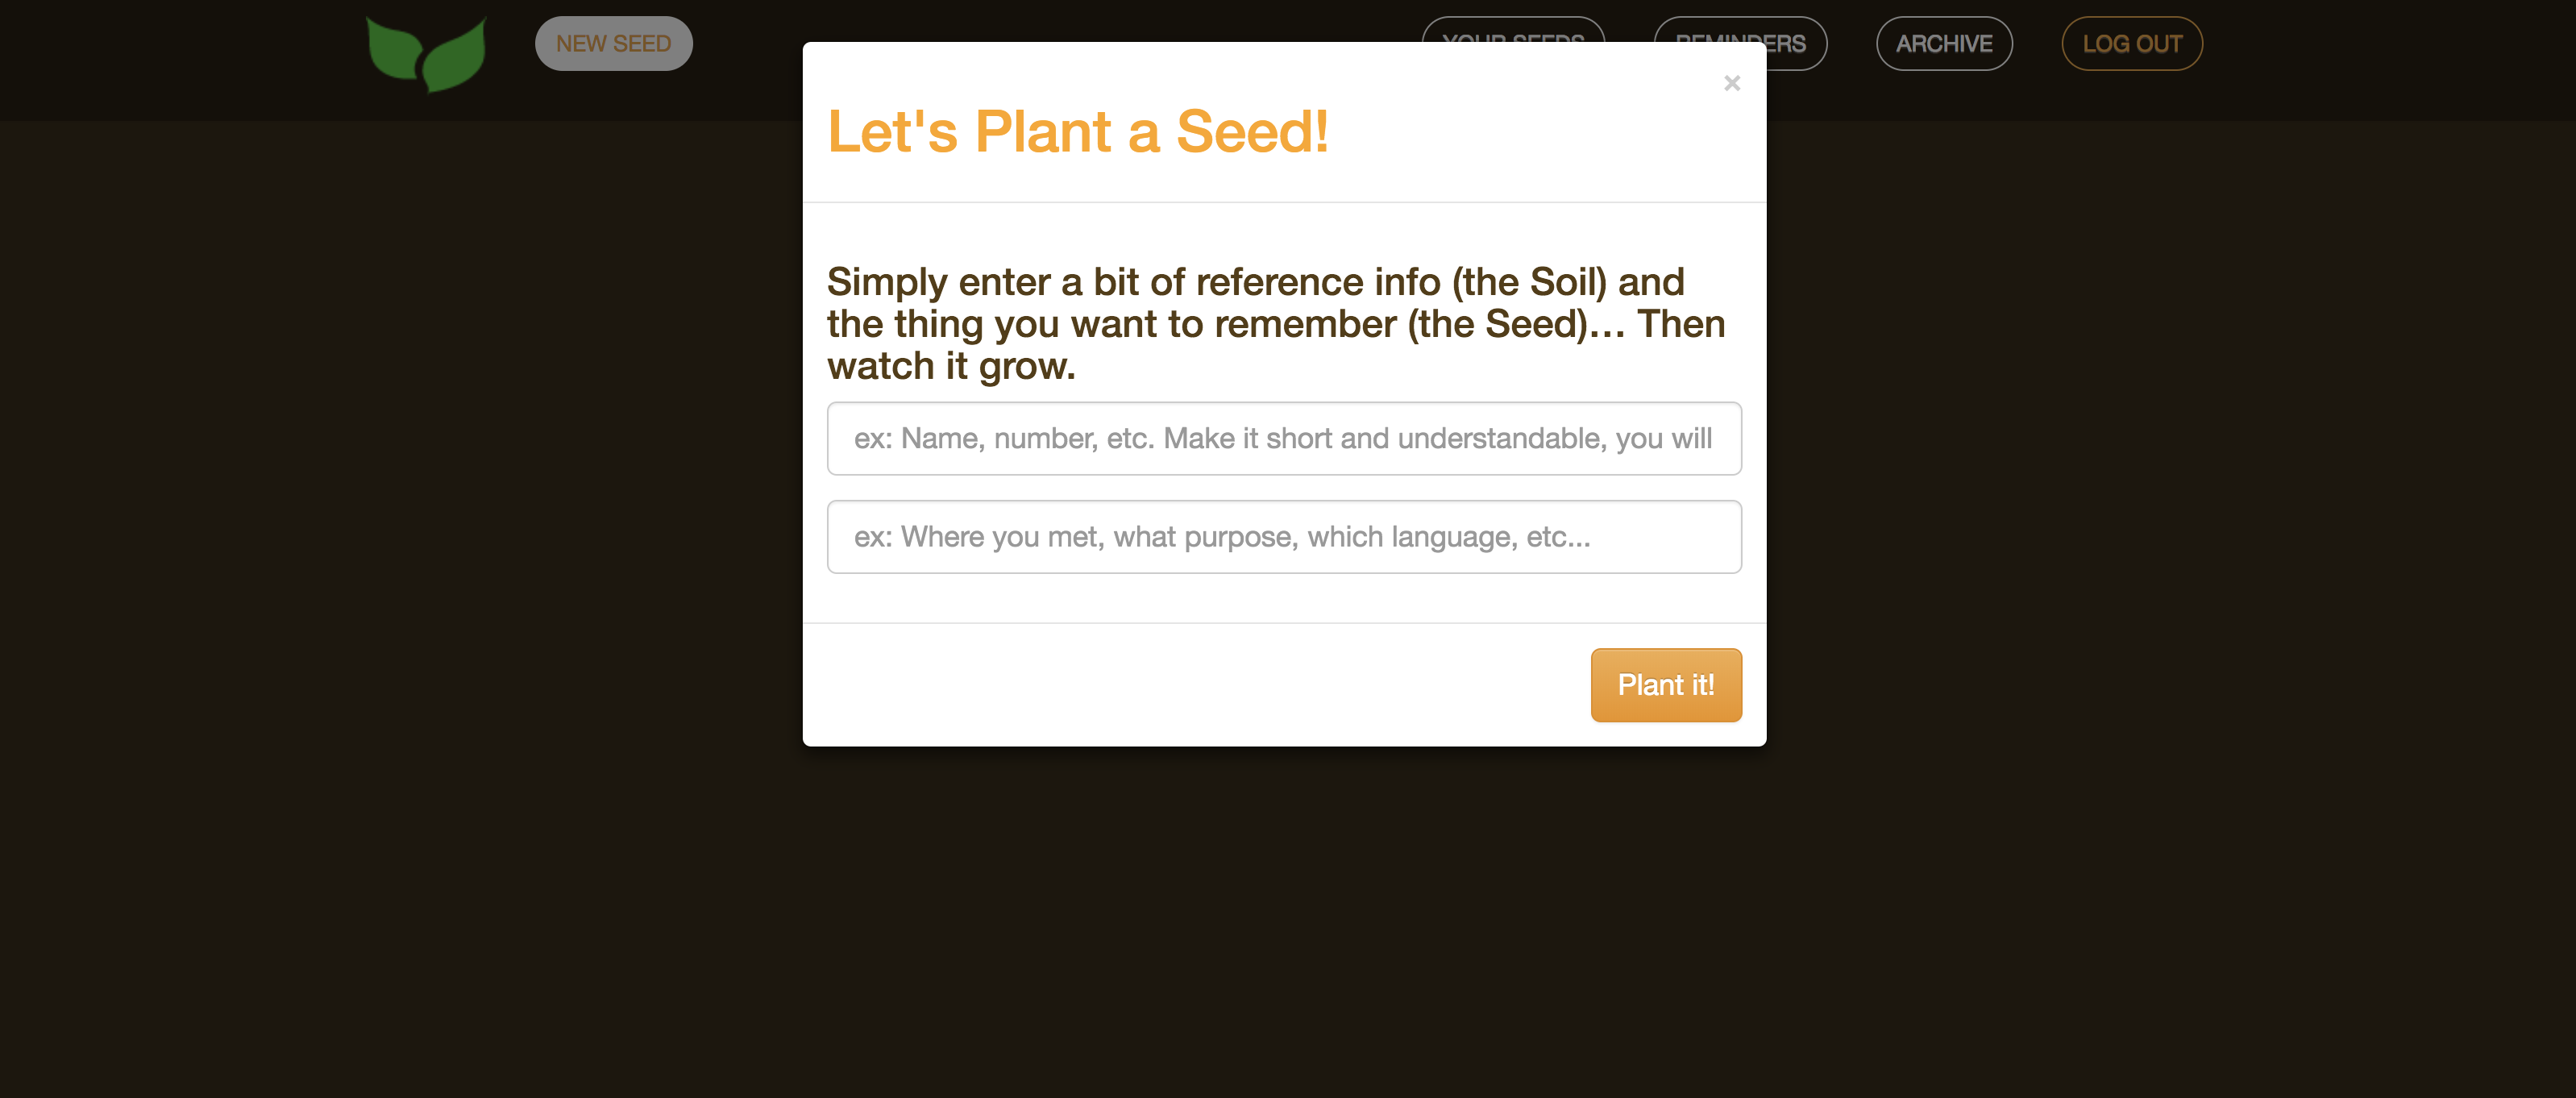 NEW SEED
YOUR SEEDS
REMINDERS
ARCHIVE
LOG OUT
×
Let's Plant a Seed!
Simply enter a bit of reference info (the Soil) and
the thing you want to remember (the Seed)... Then
watch it grow.
ex: Name, number, etc. Make it short and understandable, you will
ex: Where you met, what purpose, which language, etc...
Plant it!